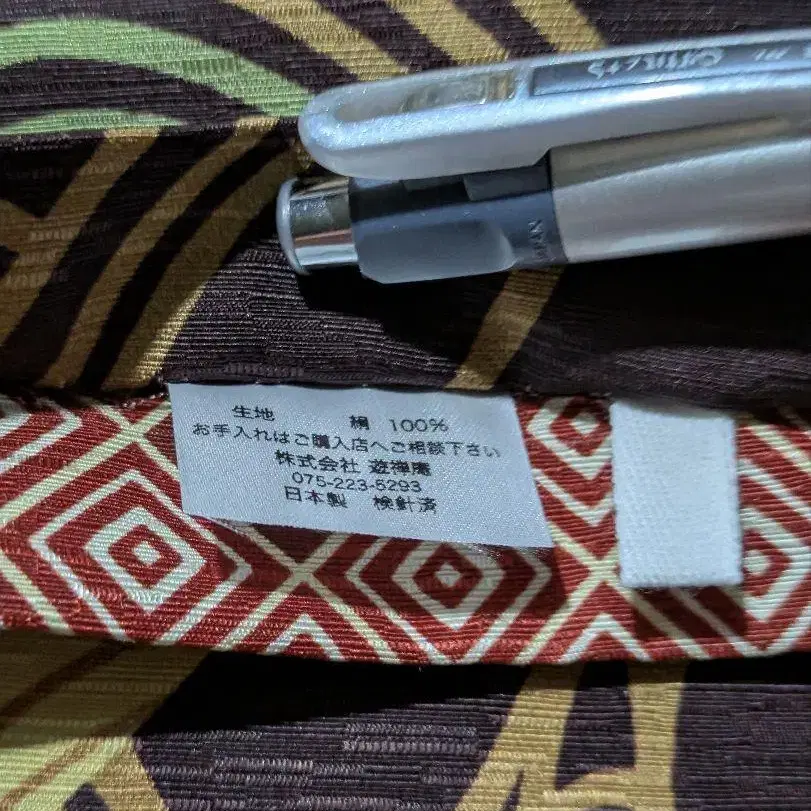 生地 絹 100%
お手入れはご購入店へご相談下さい
株式会社 遊禅庵
075-223-5293
日本製 検針済